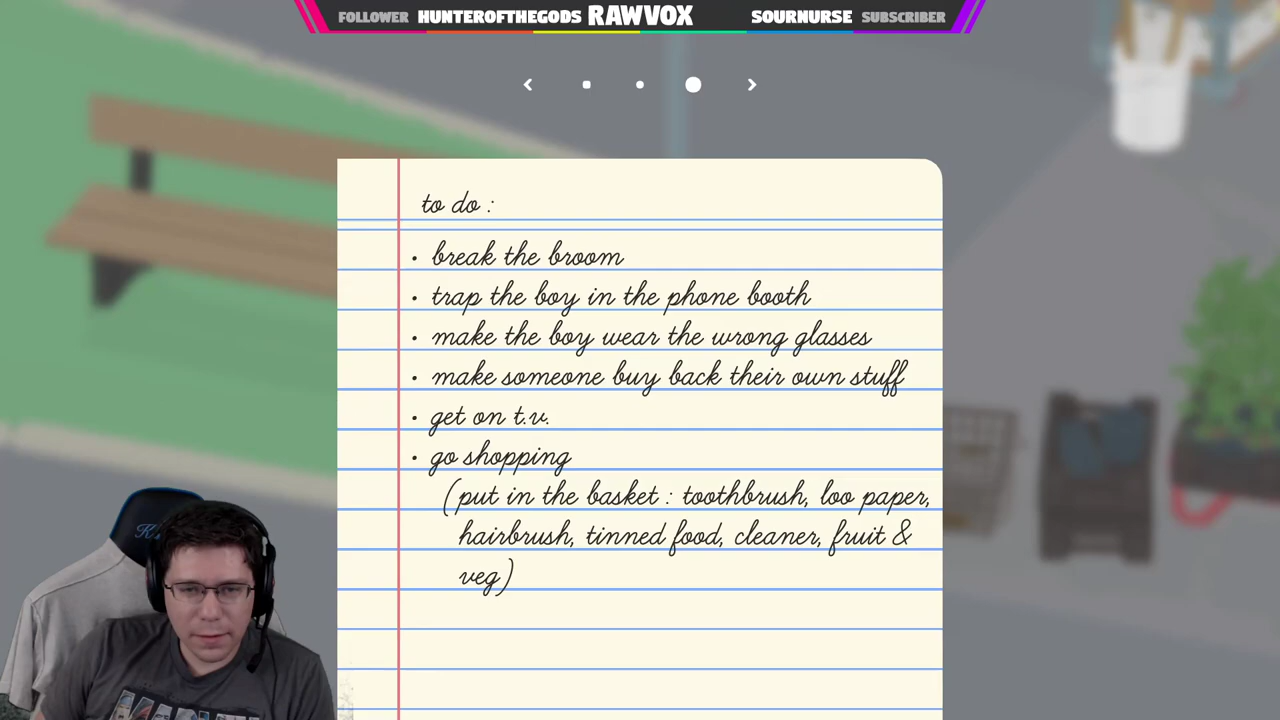 FOLLOWER HUNTEROFTHEGODS RAWVOX SOURNURSE SUBSCRIBER
to do :
• break the broom
• trap the boy in the phone booth
• make the boy wear the wrong glasses
• make someone buy back their own stuff
• get on t.v.
• go shopping
(put in the basket : toothbrush, loo paper,
hairbrush, tinned food, cleaner, fruit &
veg)